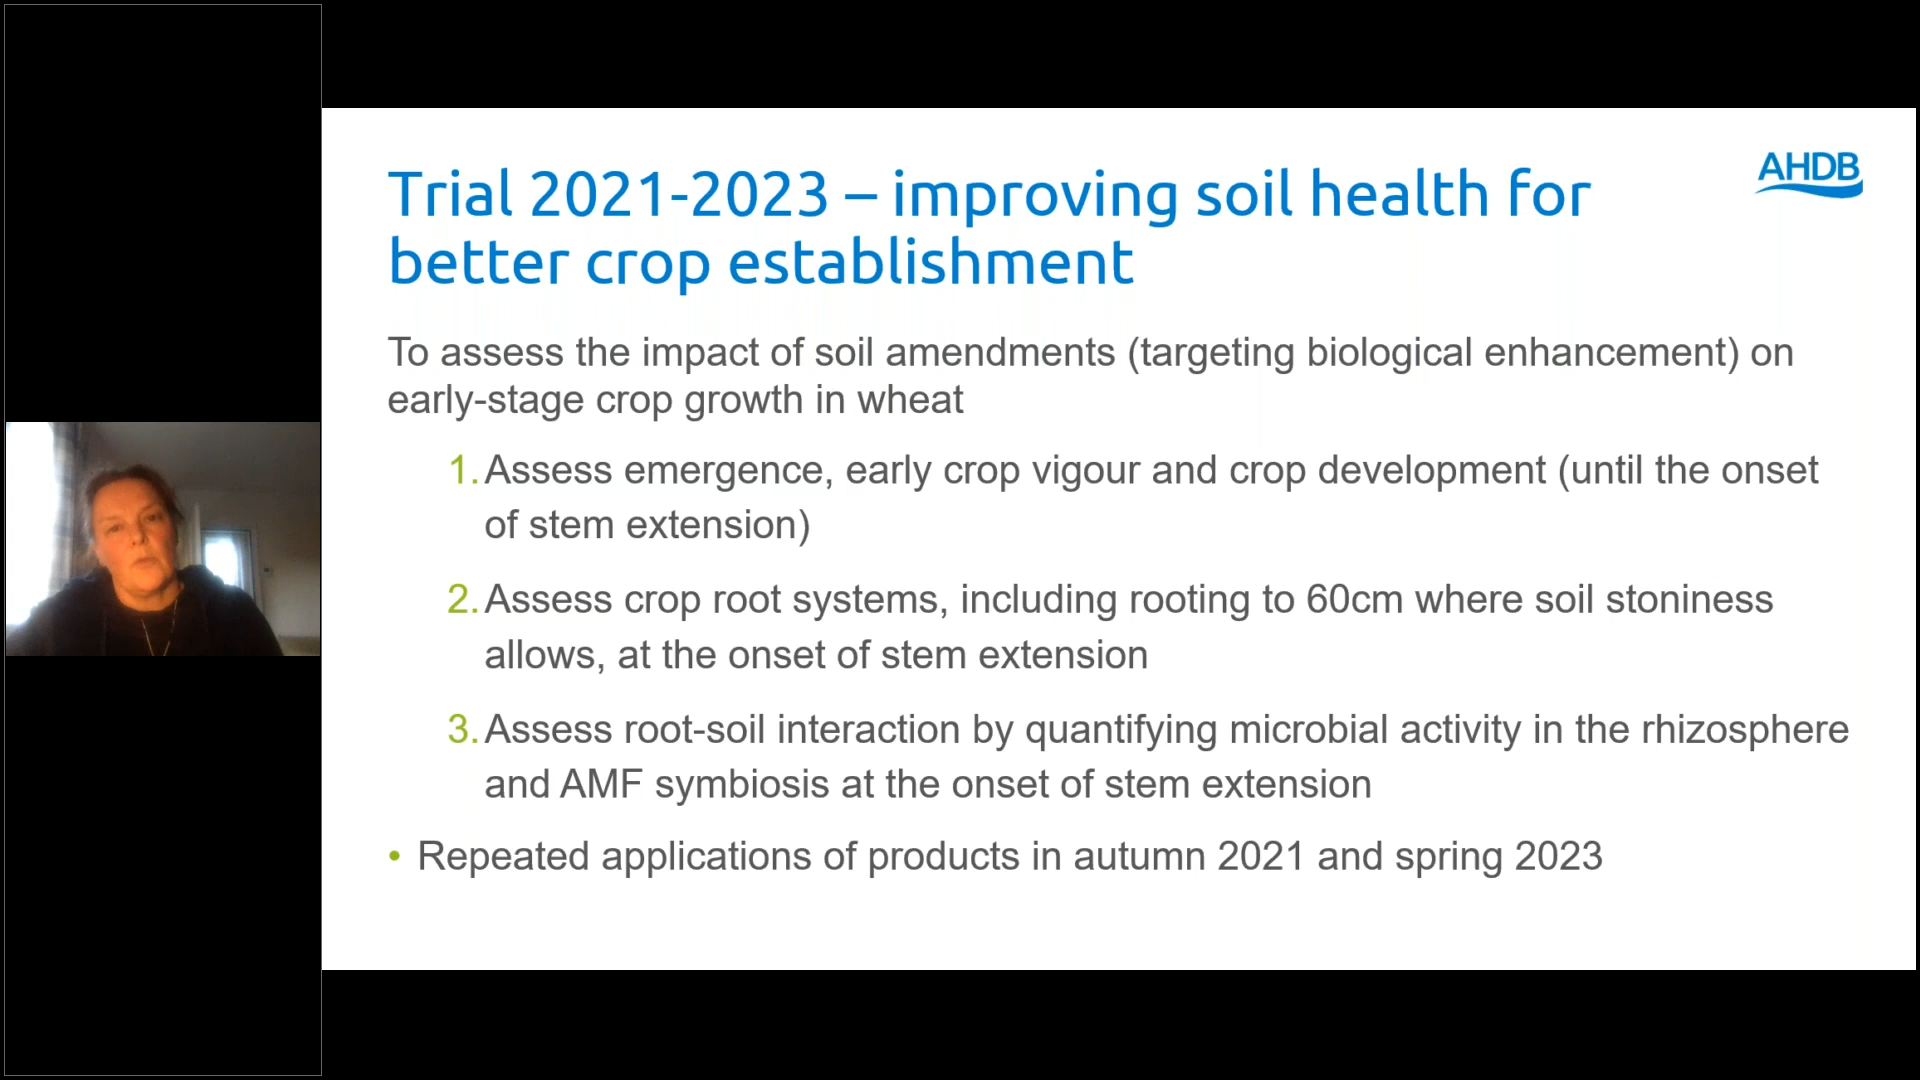 AHDB
Trial 2021-2023 – improving soil health for
better crop establishment
To assess the impact of soil amendments (targeting biological enhancement) on
early-stage crop growth in wheat
1. Assess emergence, early crop vigour and crop development (until the onset
of stem extension)
2. Assess crop root systems, including rooting to 60cm where soil stoniness
allows, at the onset of stem extension
3. Assess root-soil interaction by quantifying microbial activity in the rhizosphere
and AMF symbiosis at the onset of stem extension
• Repeated applications of products in autumn 2021 and spring 2023